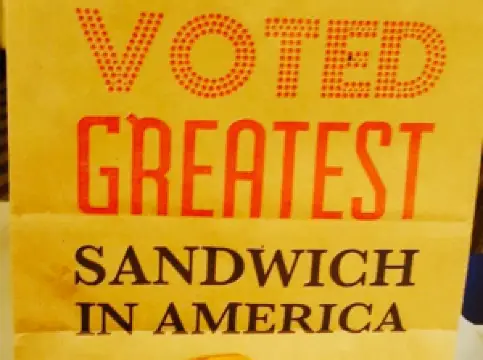 VOTED
GREATEST
SANDWICH
IN AMERICA